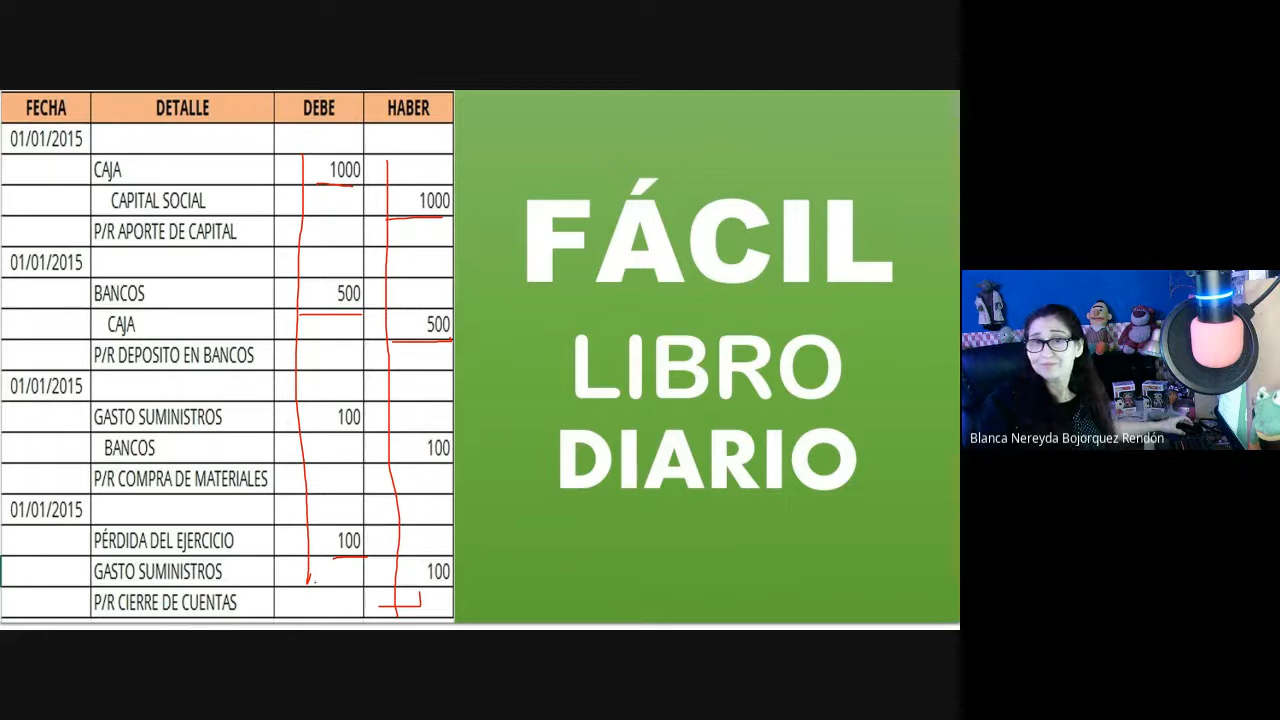 FECHA DETALLE DEBE HABER
01/01/2015
CAJA 1000
CAPITAL SOCIAL 1000
P/R APORTE DE CAPITAL
01/01/2015
BANCOS 500
CAJA 500
P/R DEPOSITO EN BANCOS
01/01/2015
GASTO SUMINISTROS 100
BANCOS 100
P/R COMPRA DE MATERIALES
01/01/2015
PÉRDIDA DEL EJERCICIO 100
GASTO SUMINISTROS 100
P/R CIERRE DE CUENTAS
FÁCIL
LIBRO
DIARIO
Blanca Nereyda Bojorquez Rendón